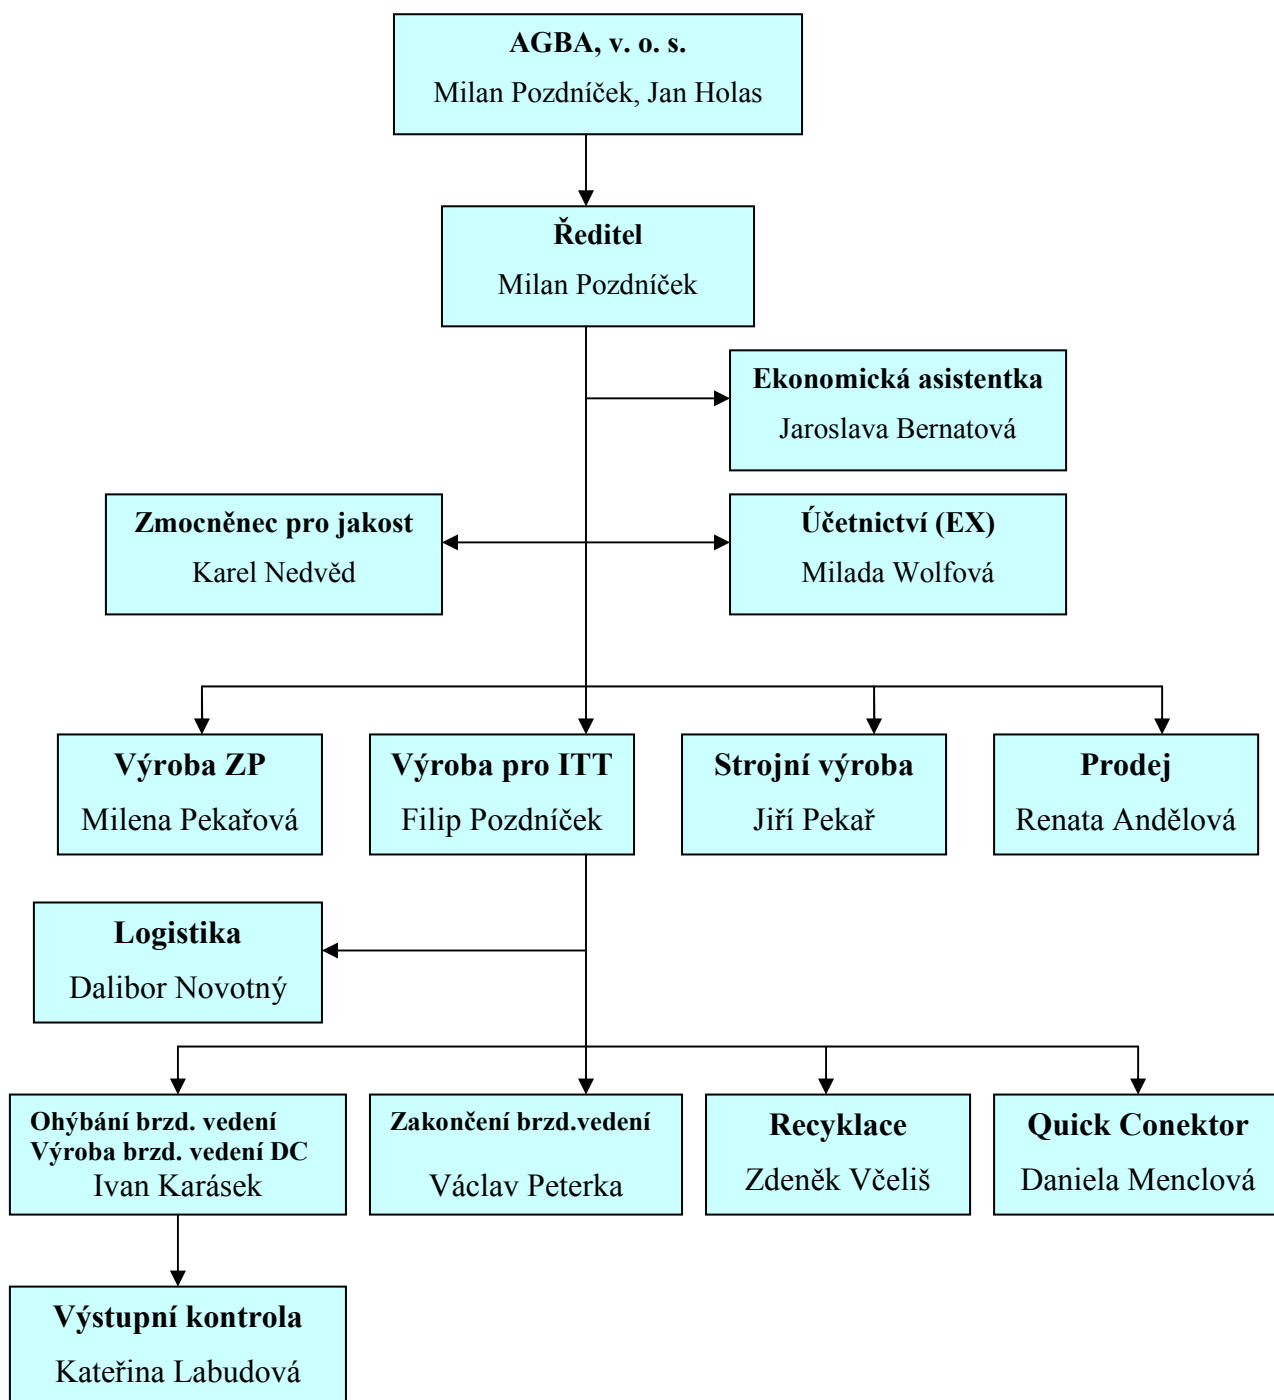 AGBA, v. o. s.
Milan Pozdníček, Jan Holas
Ředitel
Milan Pozdníček
Ekonomická asistentka
Jaroslava Bernatová
Zmocněnec pro jakost
Karel Nedvěd
Účetnictví (EX)
Milada Wolfová
Výroba ZP
Milena Pekařová
Výroba pro ITT
Filip Pozdníček
Strojní výroba
Jiří Pekař
Prodej
Renata Andělová
Logistika
Dalibor Novotný
Ohýbání brzd. vedení
Výroba brzd. vedení DC
Ivan Karásek
Zakončení brzd.vedení
Václav Peterka
Recyklace
Zdeněk Včeliš
Quick Conektor
Daniela Menclová
Výstupní kontrola
Kateřina Labudová